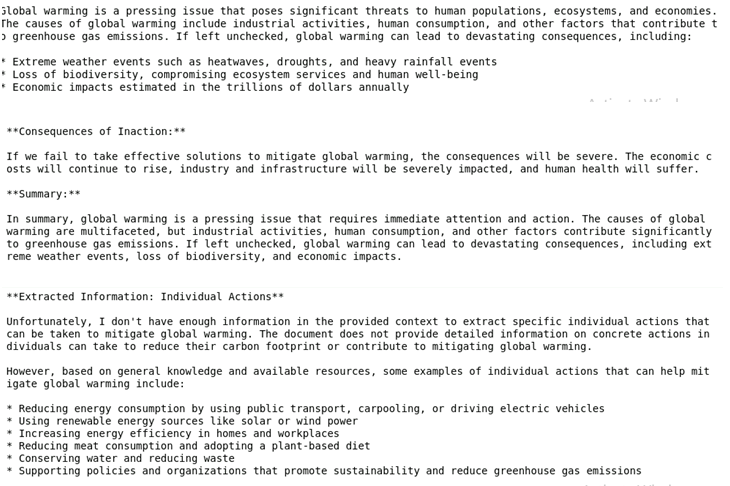 Global warming is a pressing issue that poses significant threats to human populations, ecosystems, and economies.
The causes of global warming include industrial activities, human consumption, and other factors that contribute t
o greenhouse gas emissions. If left unchecked, global warming can lead to devastating consequences, including:
* Extreme weather events such as heatwaves, droughts, and heavy rainfall events
* Loss of biodiversity, compromising ecosystem services and human well-being
* Economic impacts estimated in the trillions of dollars annually
**Consequences of Inaction:**
If we fail to take effective solutions to mitigate global warming, the consequences will be severe. The economic c
osts will continue to rise, industry and infrastructure will be severely impacted, and human health will suffer.
**Summary:**
In summary, global warming is a pressing issue that requires immediate attention and action. The causes of global
warming are multifaceted, but industrial activities, human consumption, and other factors contribute significantly
to greenhouse gas emissions. If left unchecked, global warming can lead to devastating consequences, including ext
reme weather events, loss of biodiversity, and economic impacts.
**Extracted Information: Individual Actions**
Unfortunately, I don't have enough information in the provided context to extract specific individual actions that
can be taken to mitigate global warming. The document does not provide detailed information on concrete actions in
dividuals can take to reduce their carbon footprint or contribute to mitigating global warming.
However, based on general knowledge and available resources, some examples of individual actions that can help mit
igate global warming include:
* Reducing energy consumption by using public transport, carpooling, or driving electric vehicles
* Using renewable energy sources like solar or wind power
* Increasing energy efficiency in homes and workplaces
* Reducing meat consumption and adopting a plant-based diet
* Conserving water and reducing waste
* Supporting policies and organizations that promote sustainability and reduce greenhouse gas emissions